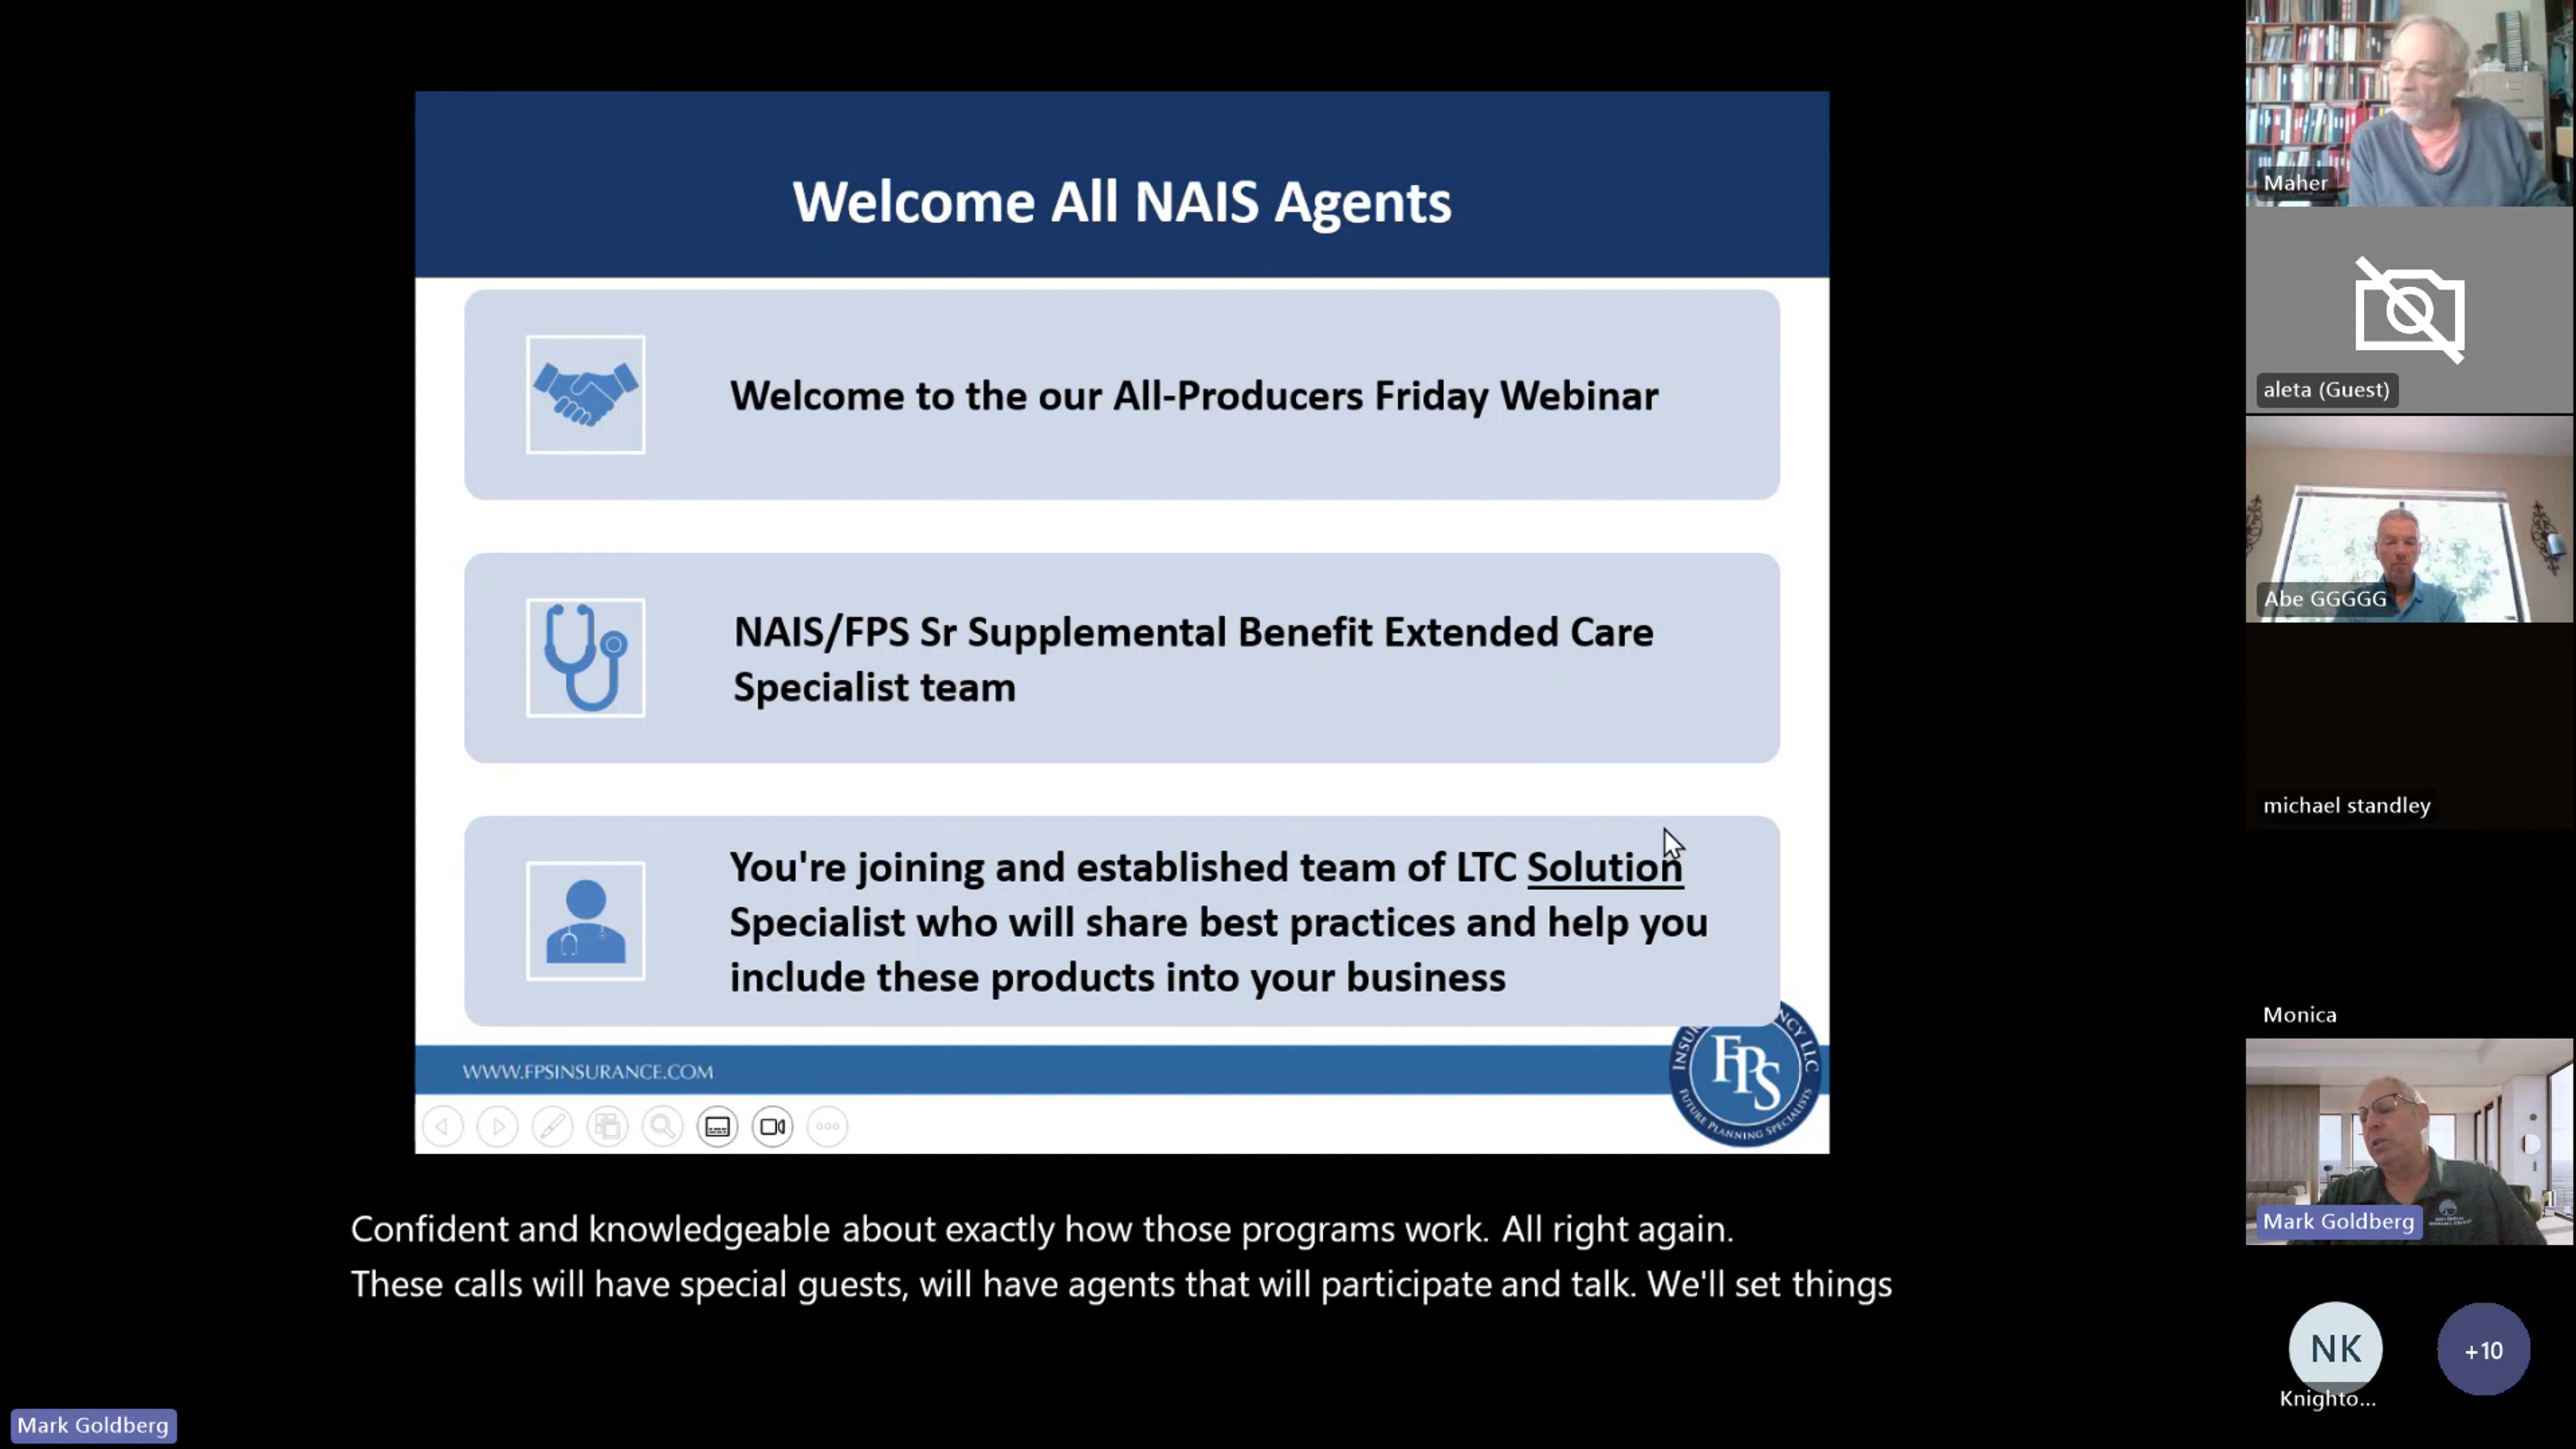 Welcome All NAIS Agents
Welcome to the our All-Producers Friday Webinar
NAIS/FPS Sr Supplemental Benefit Extended Care
Specialist team
You're joining and established team of LTC Solution
Specialist who will share best practices and help you
include these products into your business
WWW.FPSINSURANCE.COM
FPS
FUTURE PLANNING SPECIALISTS
Confident and knowledgeable about exactly how those programs work. All right again.
These calls will have special guests, will have agents that will participate and talk. We'll set things
Mark Goldberg
Maher
aleta (Guest)
Abe GGGGG
michael standley
Monica
Mark Goldberg
NK
Knighto...
+10